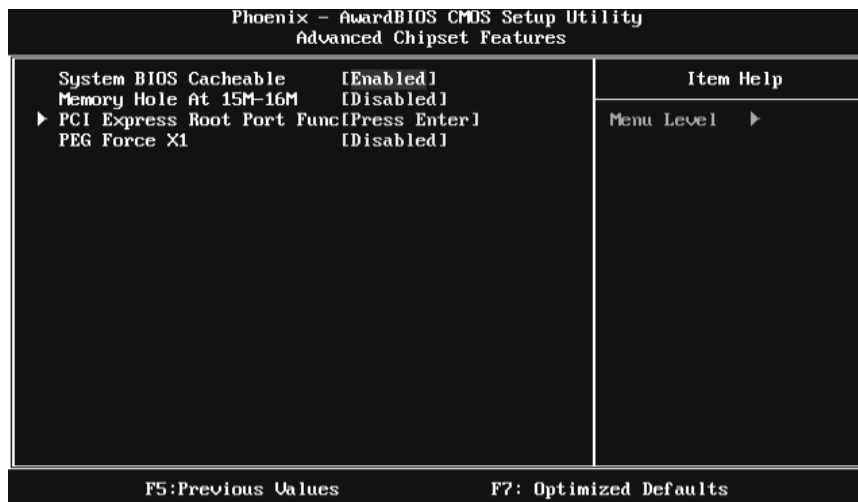 Phoenix - AwardBIOS CMOS Setup Utility
Advanced Chipset Features
System BIOS Cacheable [Enabled]
Memory Hole At 15M-16M [Disabled]
PCI Express Root Port Func[Press Enter]
PEG Force X1 [Disabled]
Item Help
Menu Level
F5:Previous Values F7: Optimized Defaults